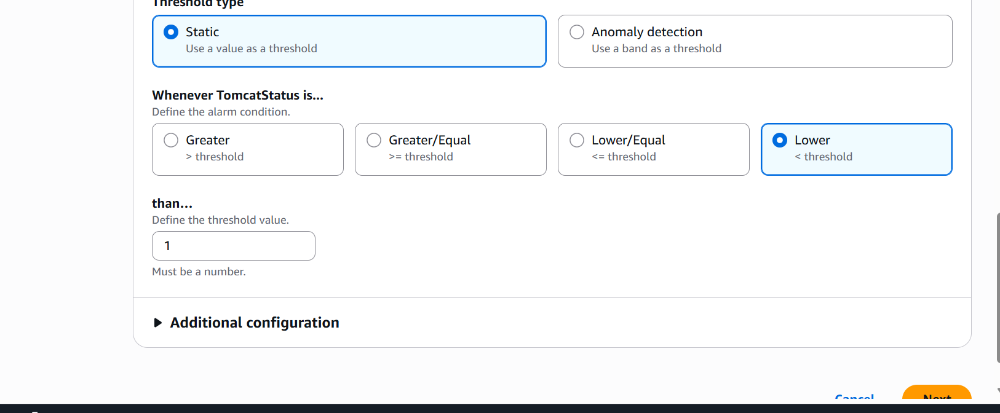 Threshold type
Static
Use a value as a threshold
Anomaly detection
Use a band as a threshold
Whenever TomcatStatus is...
Define the alarm condition.
Greater
> threshold
Greater/Equal
>= threshold
Lower/Equal
<= threshold
Lower
< threshold
than...
Define the threshold value.
1
Must be a number.
Additional configuration
Cancel
Next